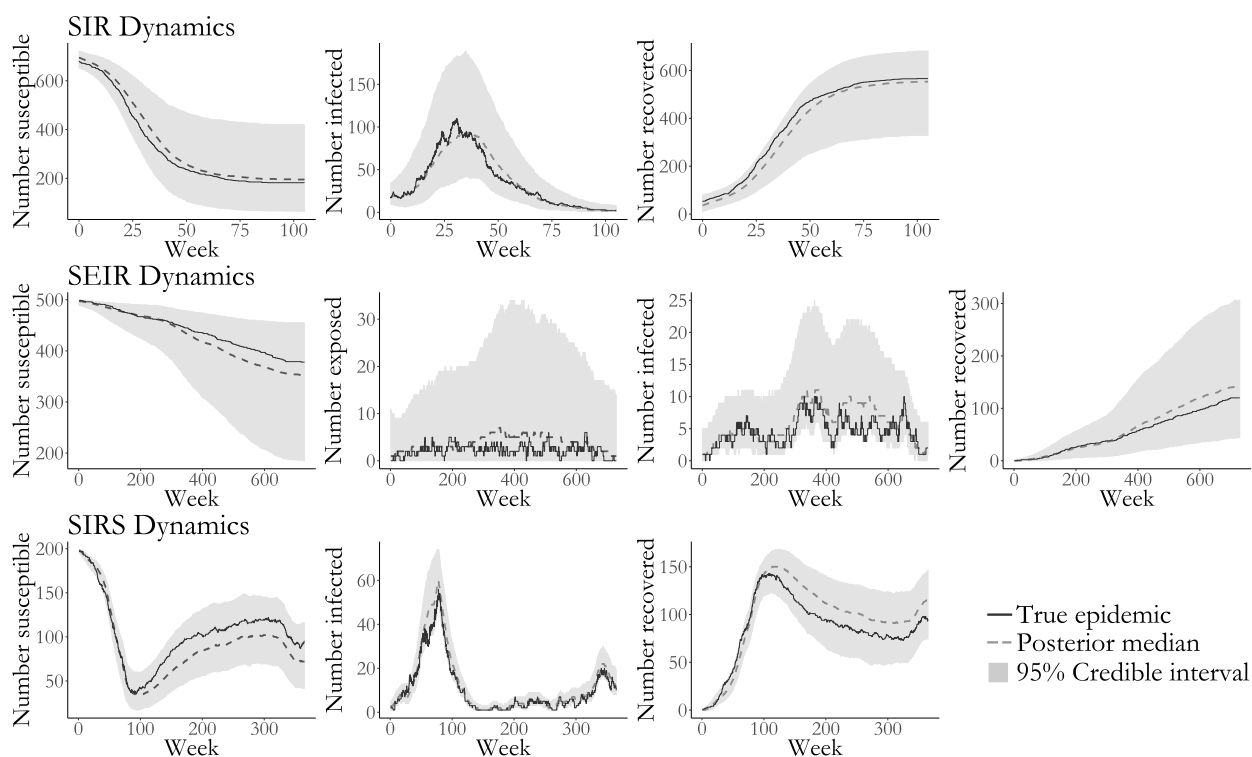 SIR Dynamics
Number susceptible
600
400
200
0 25 50 75 100
Week
Number infected
150
100
50
0
0 25 50 75 100
Week
Number recovered
600
400
200
0
0 25 50 75 100
Week
SEIR Dynamics
Number susceptible
500
400
300
200
0 200 400 600
Week
Number exposed
30
20
10
0
0 200 400 600
Week
Number infected
25
20
15
10
5
0
0 200 400 600
Week
Number recovered
300
200
100
0
0 200 400 600
Week
SIRS Dynamics
Number susceptible
200
150
100
50
0 100 200 300
Week
Number infected
60
40
20
0
0 100 200 300
Week
Number recovered
150
100
50
0
0 100 200 300
Week
True epidemic
Posterior median
95% Credible interval